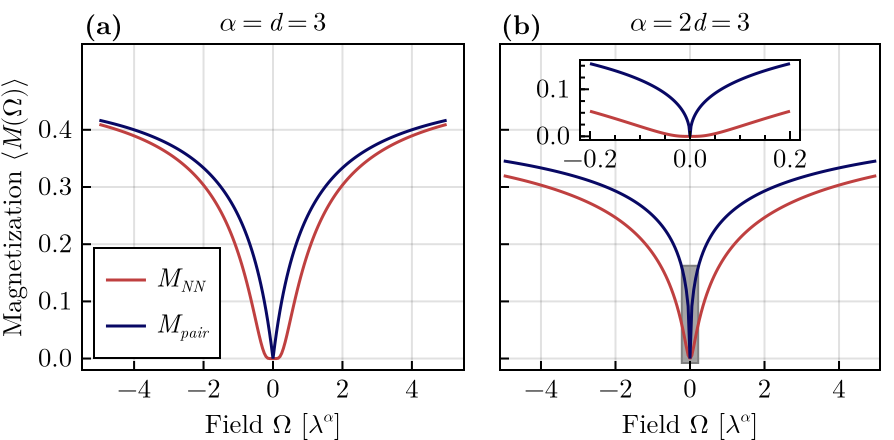 (a) α = d = 3
Magnetization ⟨M(Ω)⟩
0.4
0.3
0.2
0.1
0.0
M_NN
M_pair
−4 −2 0 2 4
Field Ω [λ^α]
(b) α = 2d = 3
0.1
0.0
−0.2 0.0 0.2
−4 −2 0 2 4
Field Ω [λ^α]